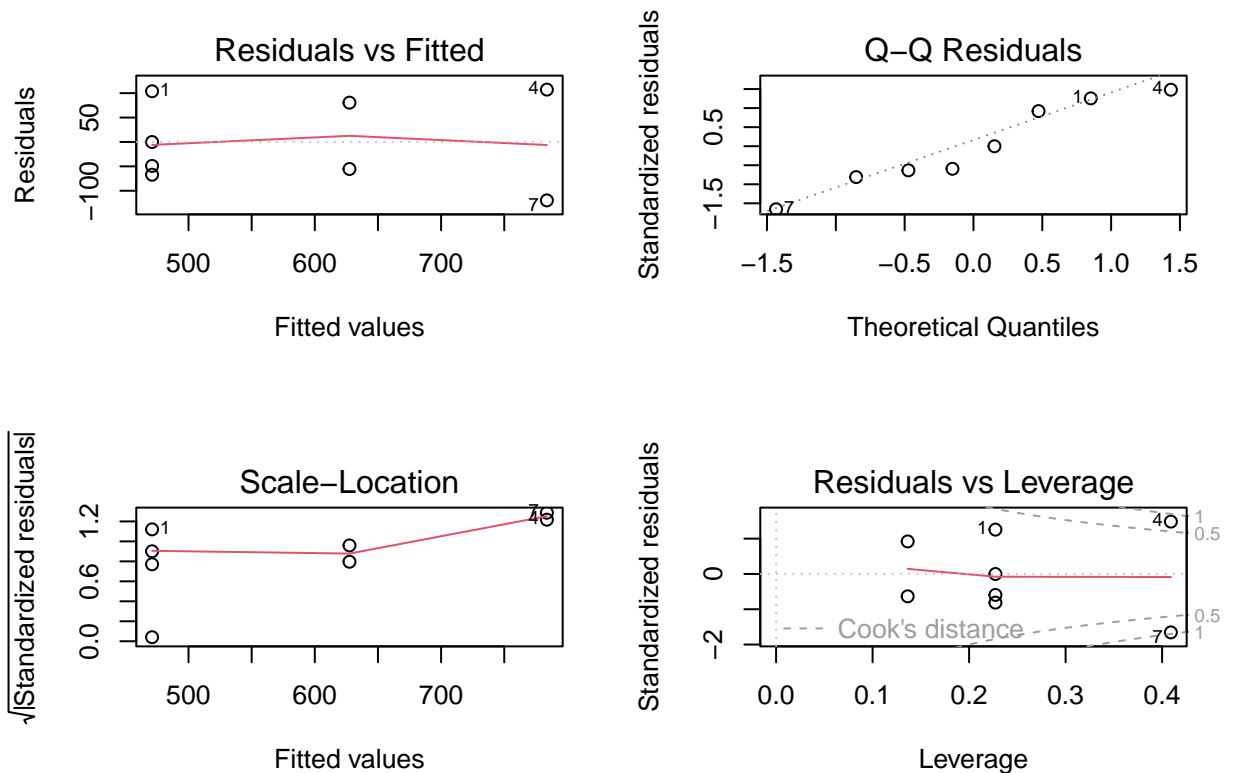 Residuals vs Fitted
Residuals
50
−100
1
4
7
500 600 700
Fitted values
Q−Q Residuals
Standardized residuals
0.5
−1.5
7
1
4
−1.5 −0.5 0.0 0.5 1.0 1.5
Theoretical Quantiles
Scale−Location
√|Standardized residuals|
1.2
0.6
0.0
1
7
4
500 600 700
Fitted values
Residuals vs Leverage
Standardized residuals
0
−2
1
4
7
1
0.5
0.5
1
Cook's distance
0.0 0.1 0.2 0.3 0.4
Leverage